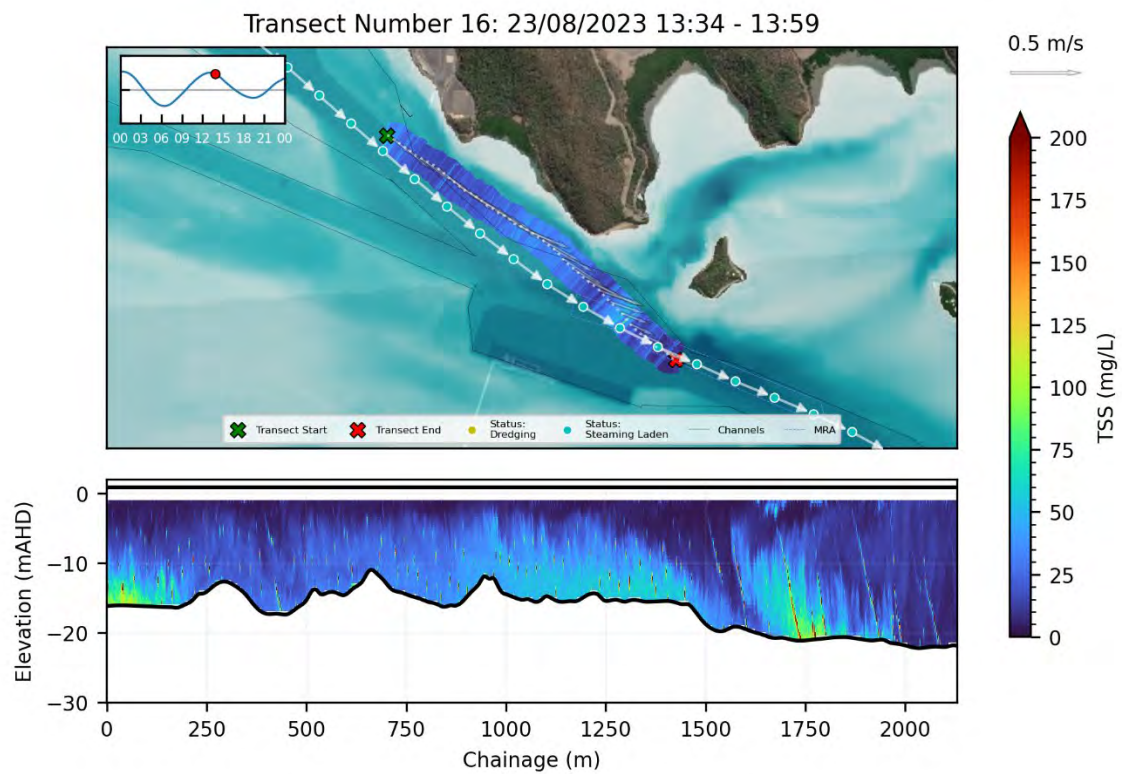 Transect Number 16: 23/08/2023 13:34 - 13:59
0.5 m/s
00 03 06 09 12 15 18 21 00
Transect Start
Transect End
Status:
Dredging
Status:
Steaming Laden
Channels
MRA
200
175
150
125
100
75
50
25
0
TSS (mg/L)
Elevation (mAHD)
0
−10
−20
−30
0 250 500 750 1000 1250 1500 1750 2000
Chainage (m)